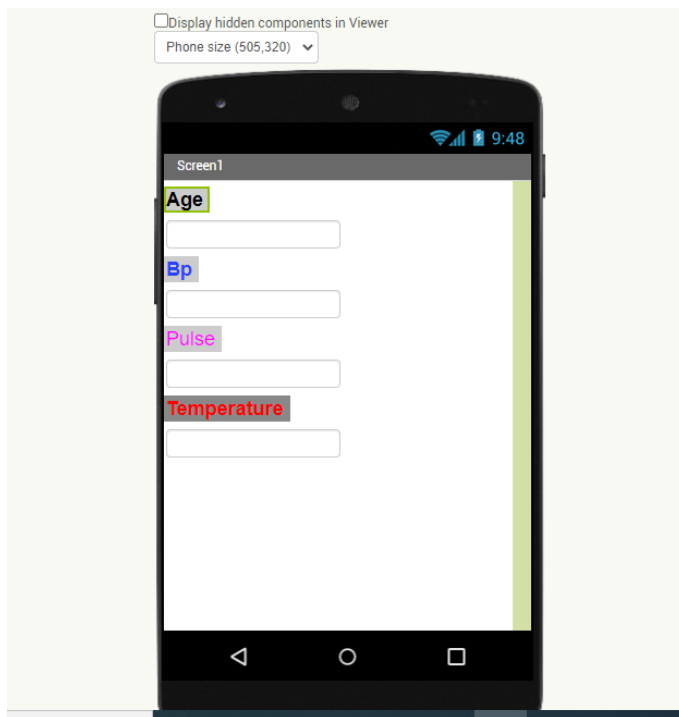 Display hidden components in Viewer
Phone size (505,320)
9:48
Screen1
Age
Bp
Pulse
Temperature